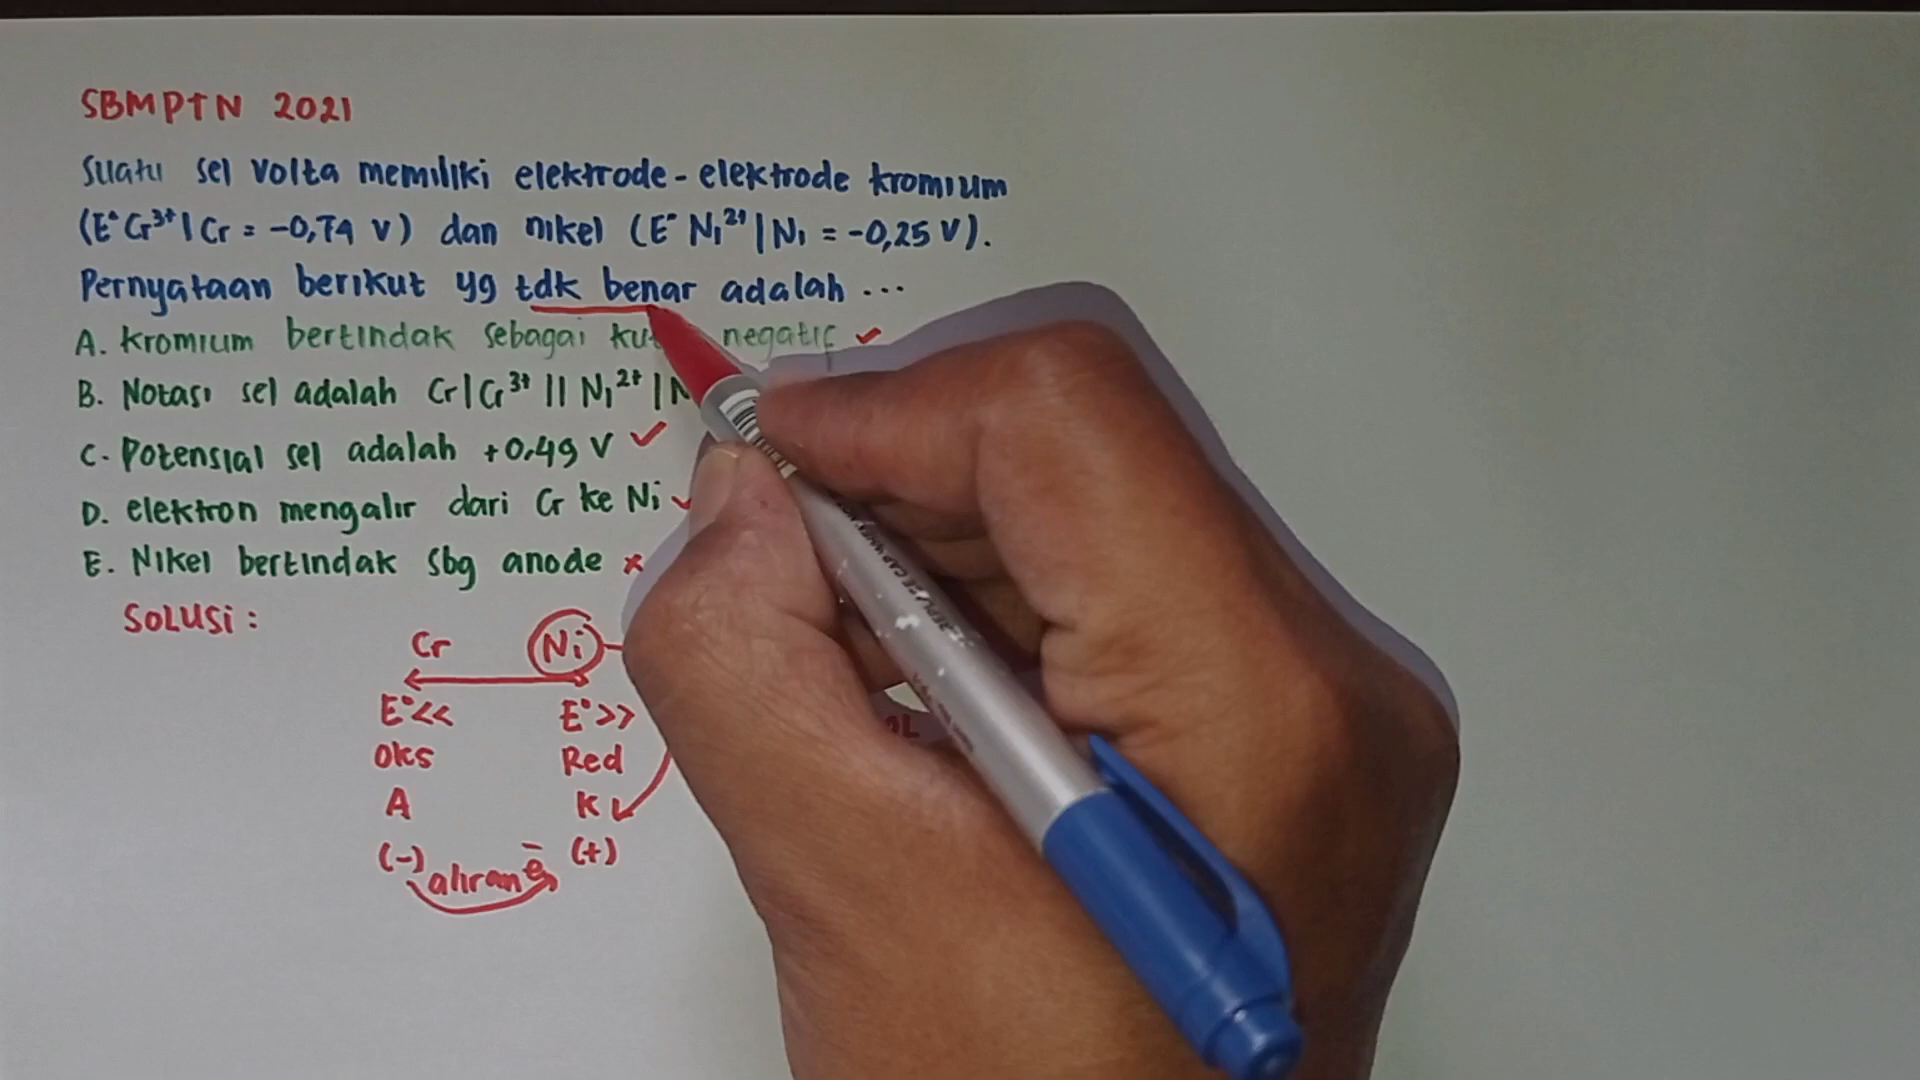 SBMPTN 2021
Suatu sel volta memiliki elektrode-elektrode kromium
(E° Cr³⁺ | Cr = -0,74 V) dan nikel (E° Ni²⁺ | Ni = -0,25 V).
Pernyataan berikut yg tdk benar adalah ...
A. Kromium bertindak sebagai negatif ✓
B. Notasi sel adalah Cr | Cr³⁺ || Ni²⁺ |
C. Potensial sel adalah +0,49 V ✓
D. elektron mengalir dari Cr ke Ni ✓
E. Nikel bertindak sbg anode ×
SOLUSi :
Cr Ni
E°<< E°>>
Oks Red
A K
(-) (+)
aliran ē